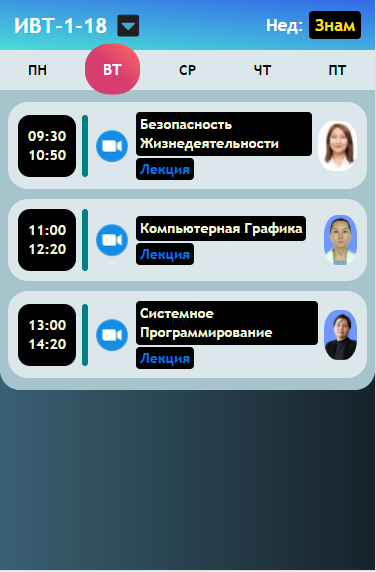 ИВТ-1-18
Нед: Знам
ПН ВТ СР ЧТ ПТ
09:30
10:50
Безопасность
Жизнедеятельности
Лекция
11:00
12:20
Компьютерная Графика
Лекция
13:00
14:20
Системное
Программирование
Лекция